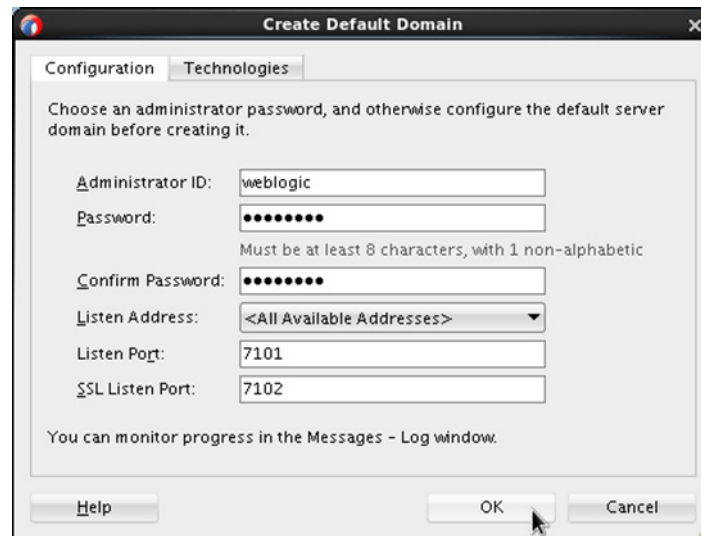 Create Default Domain
Configuration Technologies
Choose an administrator password, and otherwise configure the default server
domain before creating it.
Administrator ID: weblogic
Password: ●●●●●●●●
Must be at least 8 characters, with 1 non-alphabetic
Confirm Password: ●●●●●●●●
Listen Address: <All Available Addresses>
Listen Port: 7101
SSL Listen Port: 7102
You can monitor progress in the Messages - Log window.
Help OK Cancel